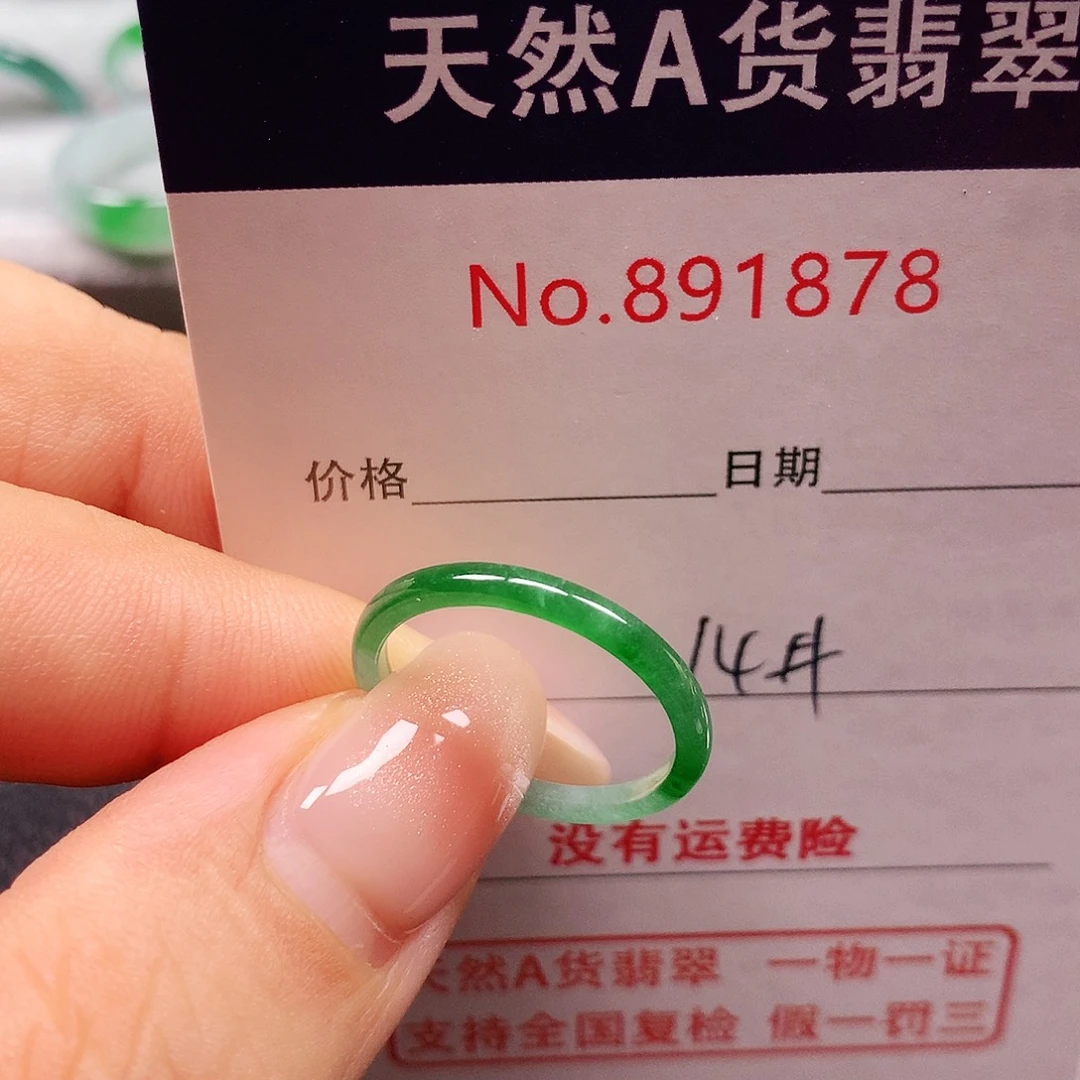 天然A货翡翠
No.891878
价格 日期
14#
没有运费险
天然A货翡翠 一物一证
支持全国复检 假一罚三